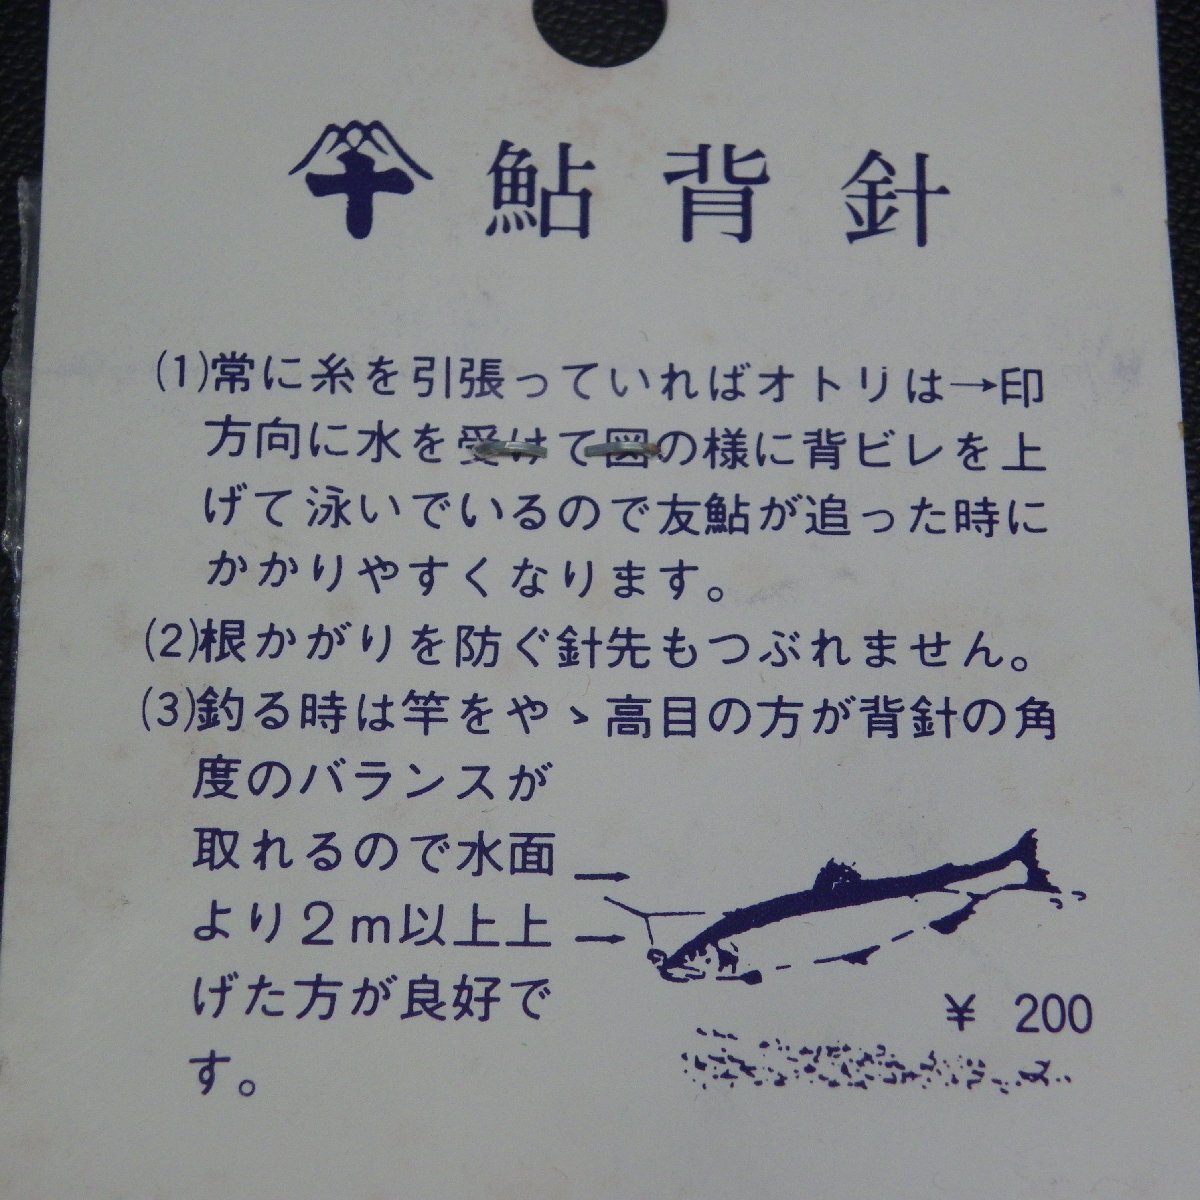 十 鮎背針
(1)常に糸を引張っていればオトリは→印
方向に水を受けて図の様に背ビレを上
げて泳いでいるので友鮎が追った時に
かかりやすくなります。
(2)根かがりを防ぐ針先もつぶれません。
(3)釣る時は竿をやゝ高目の方が背針の角
度のバランスが
取れるので水面
より2m以上上
げた方が良好で
す。
¥ 200